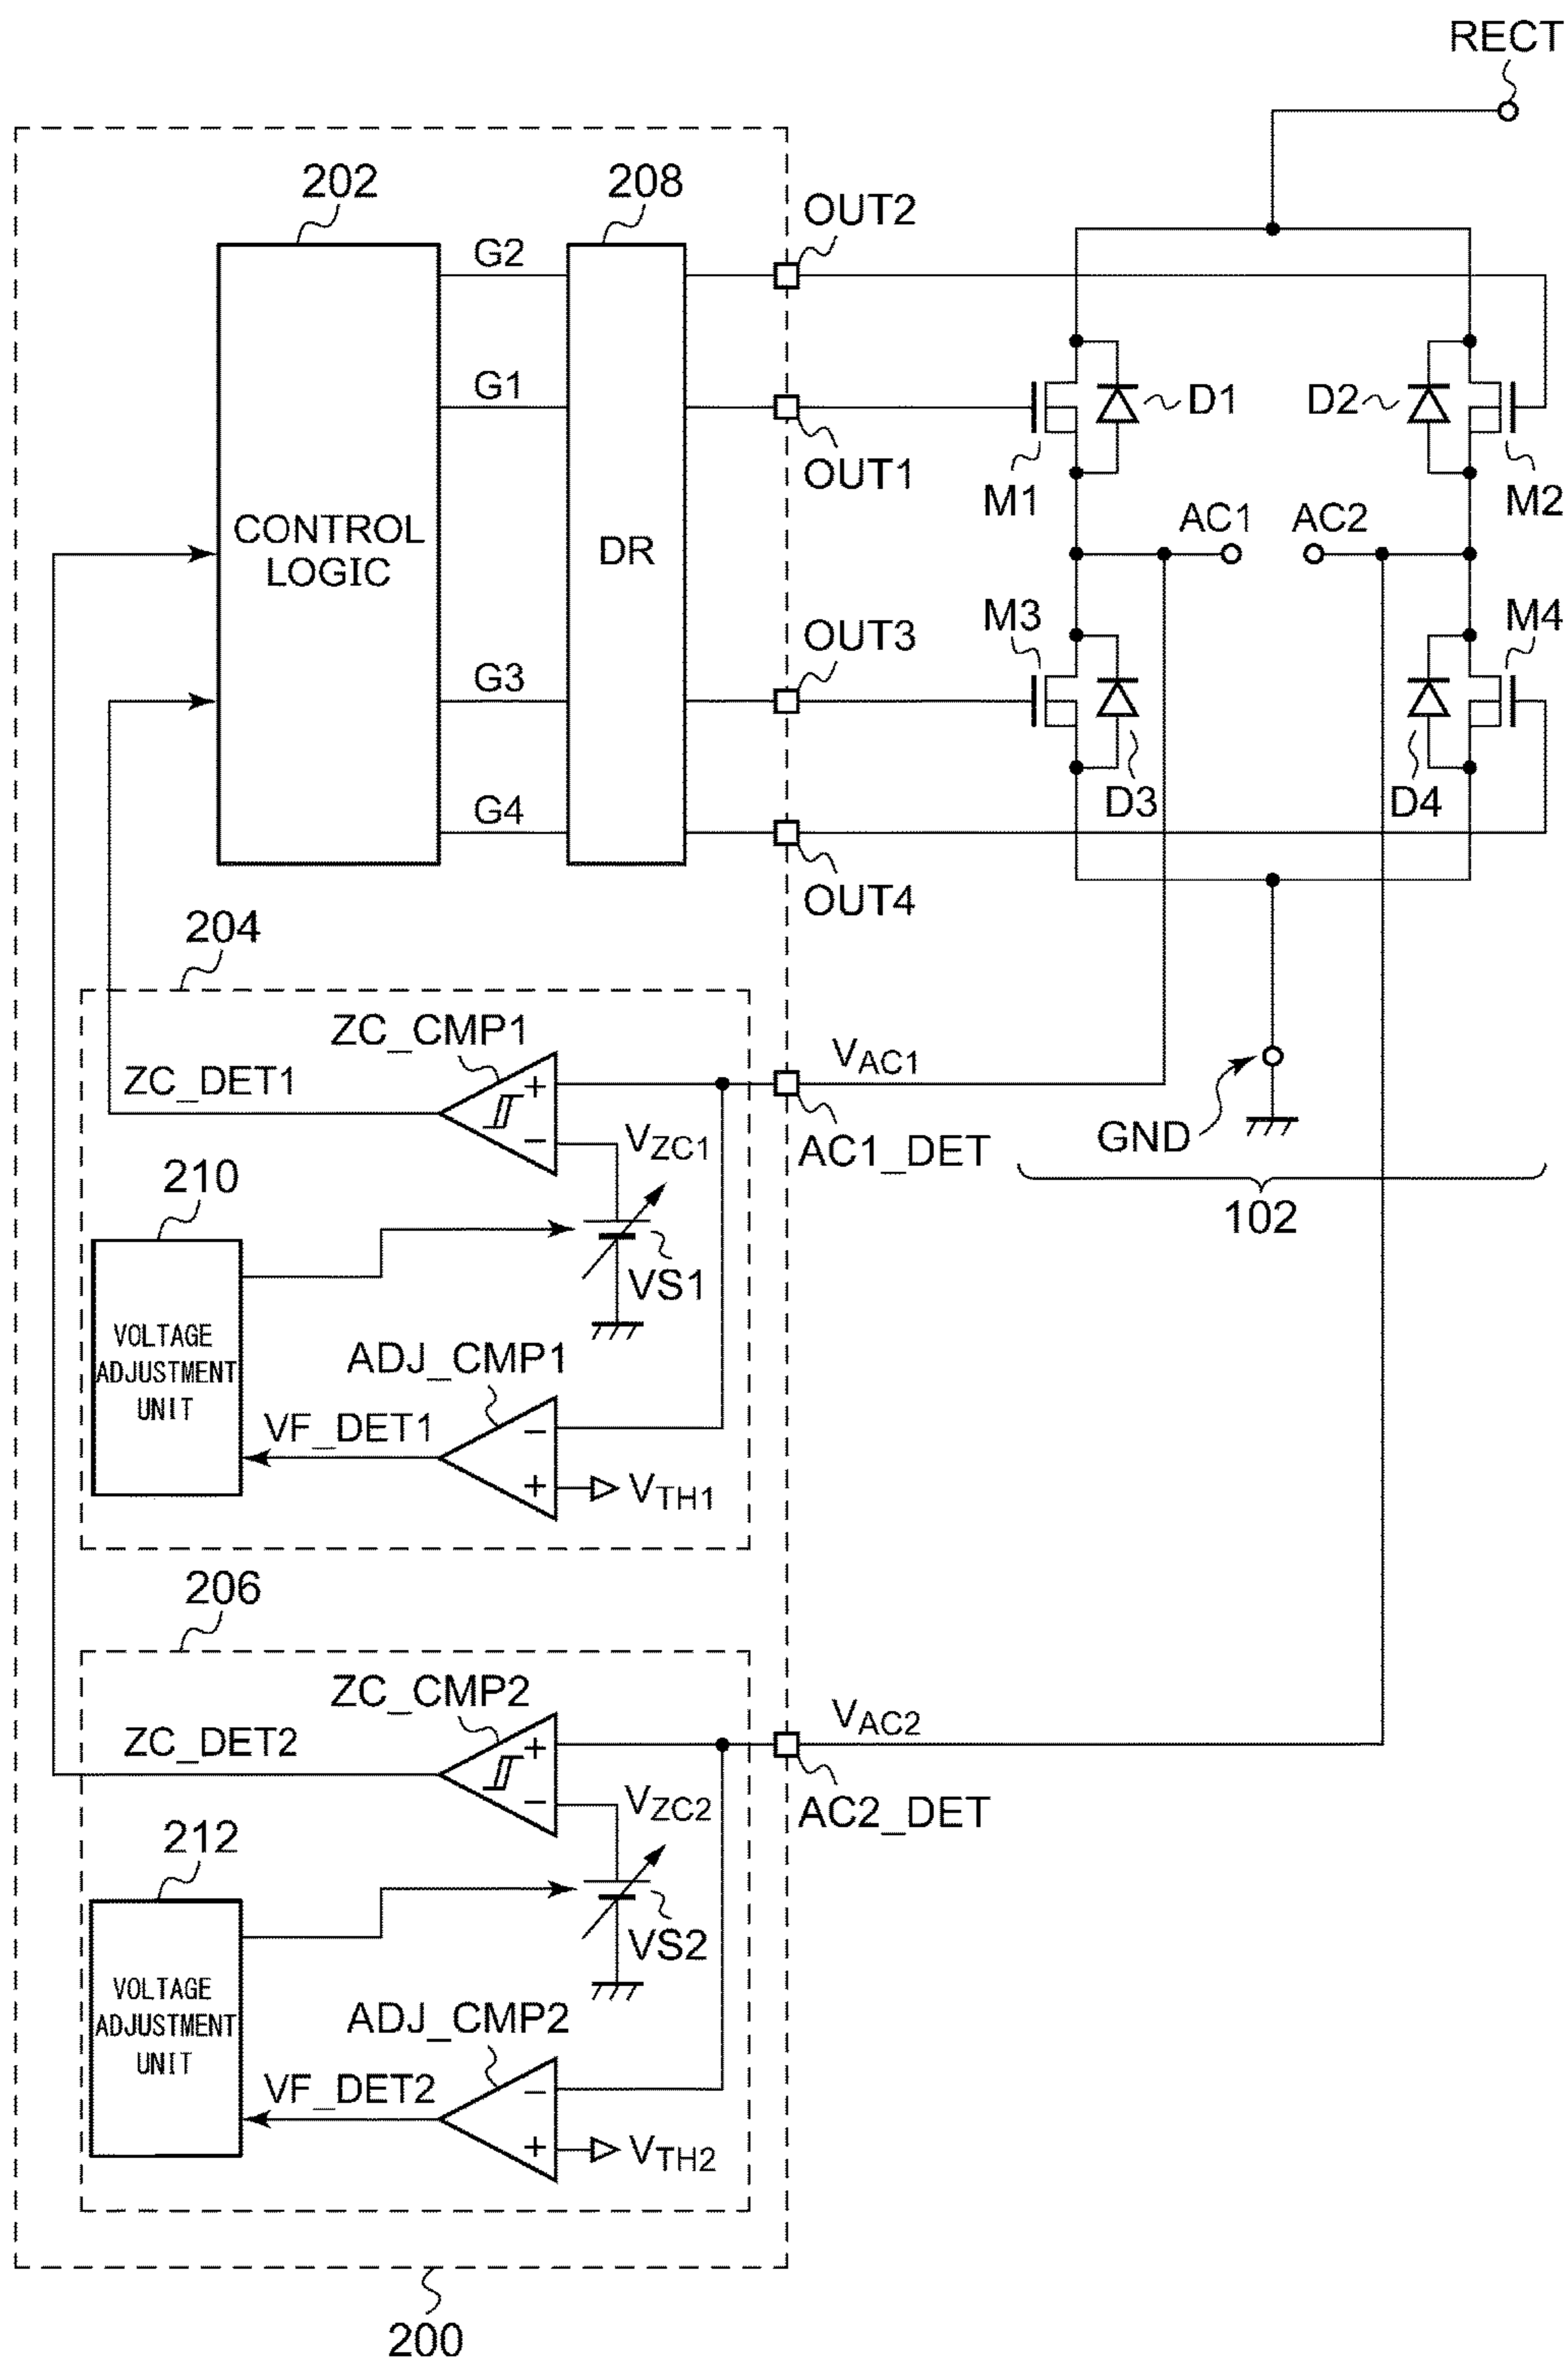 RECT
202
208
OUT2
G2
G1
D1
D2
OUT1
M1
M2
AC1
AC2
CONTROL
LOGIC
DR
M3
M4
OUT3
G3
D3
D4
G4
OUT4
204
ZC_CMP1
ZC_DET1
VAC1
VZC1
AC1_DET
GND
210
102
VS1
VOLTAGE
ADJUSTMENT
UNIT
ADJ_CMP1
VF_DET1
VTH1
206
ZC_CMP2
ZC_DET2
VAC2
VZC2
AC2_DET
212
VS2
VOLTAGE
ADJUSTMENT
UNIT
ADJ_CMP2
VF_DET2
VTH2
200